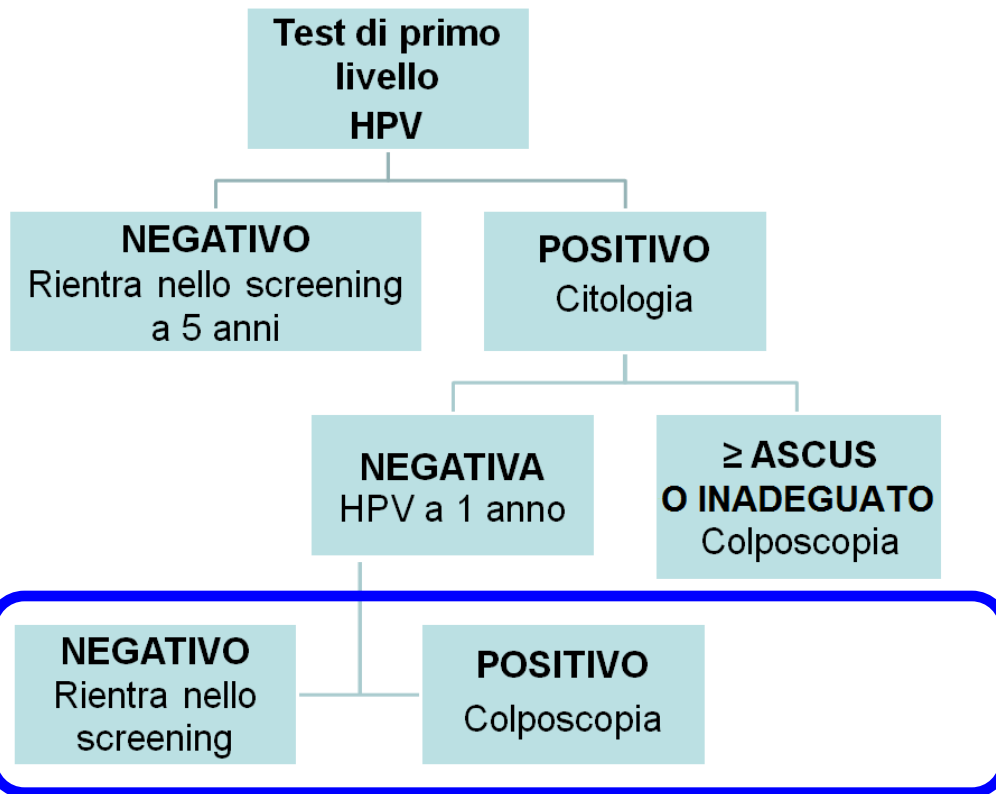 Test di primo
livello
HPV
NEGATIVO
Rientra nello screening
a 5 anni
POSITIVO
Citologia
NEGATIVA
HPV a 1 anno
≥ ASCUS
O INADEGUATO
Colposcopia
NEGATIVO
Rientra nello
screening
POSITIVO
Colposcopia